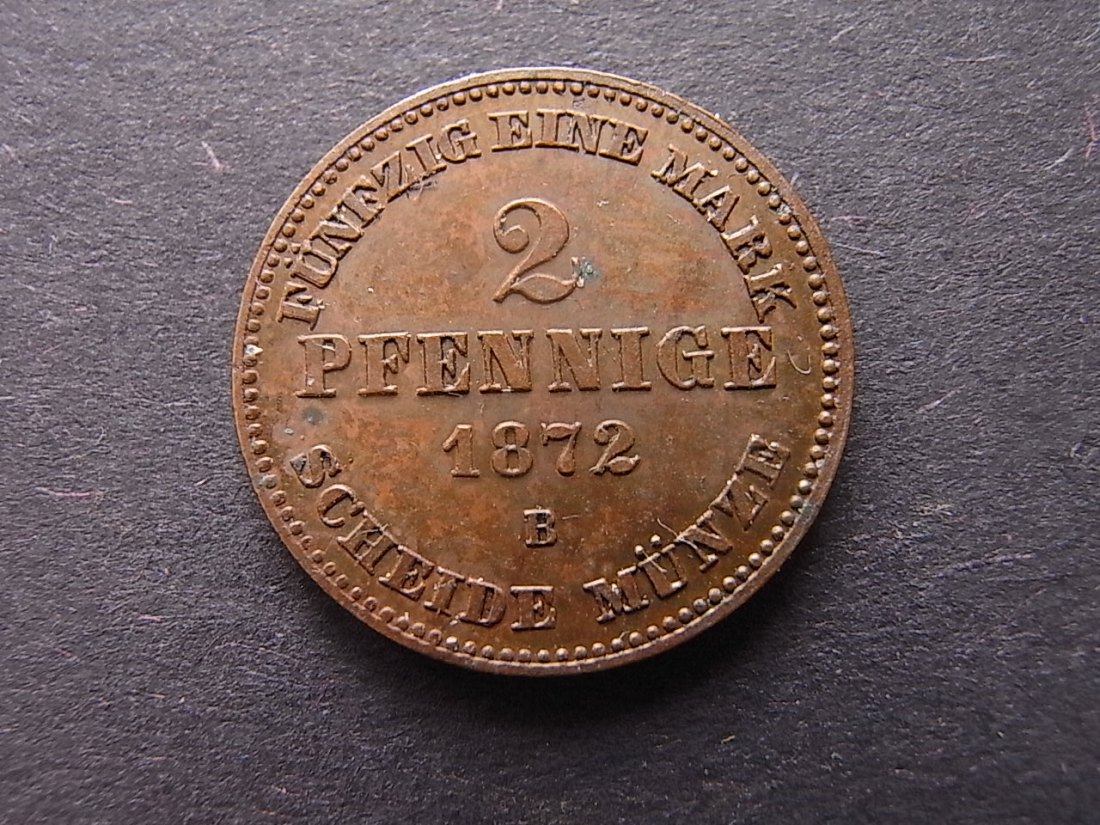 FÜNFZIG EINE MARK
2
PFENNIGE
1872
B
SCHEIDE MÜNZE